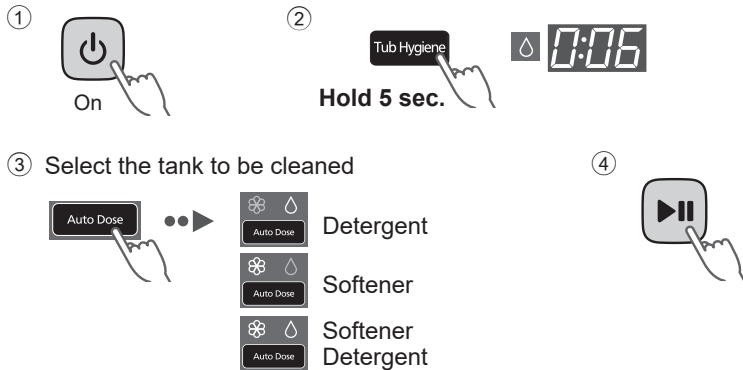 ①
On
②
Tub Hygiene
0:06
Hold 5 sec.
③ Select the tank to be cleaned
Auto Dose
Auto Dose
Detergent
Auto Dose
Softener
Auto Dose
Softener
Detergent
④